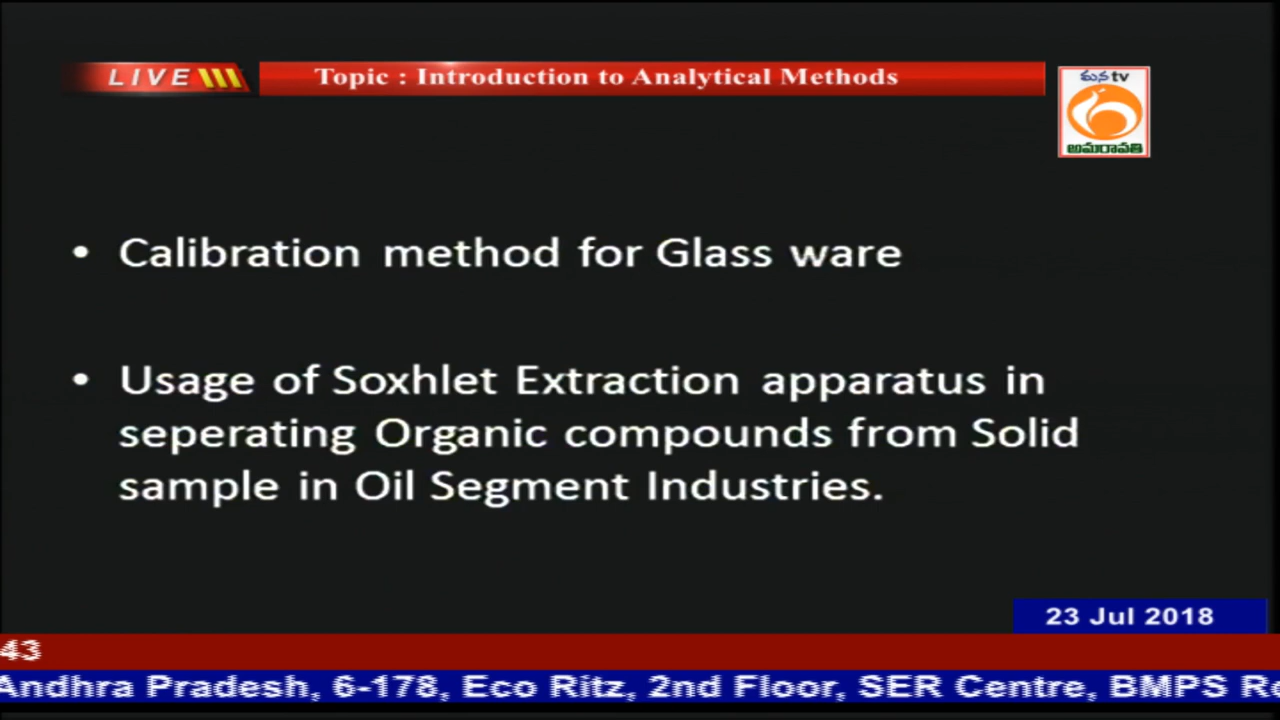 LIVE
Topic : Introduction to Analytical Methods
మన tv
అమరావతి
• Calibration method for Glass ware
• Usage of Soxhlet Extraction apparatus in
seperating Organic compounds from Solid
sample in Oil Segment Industries.
23 Jul 2018
43
Andhra Pradesh, 6-178, Eco Ritz, 2nd Floor, SER Centre, BMPS